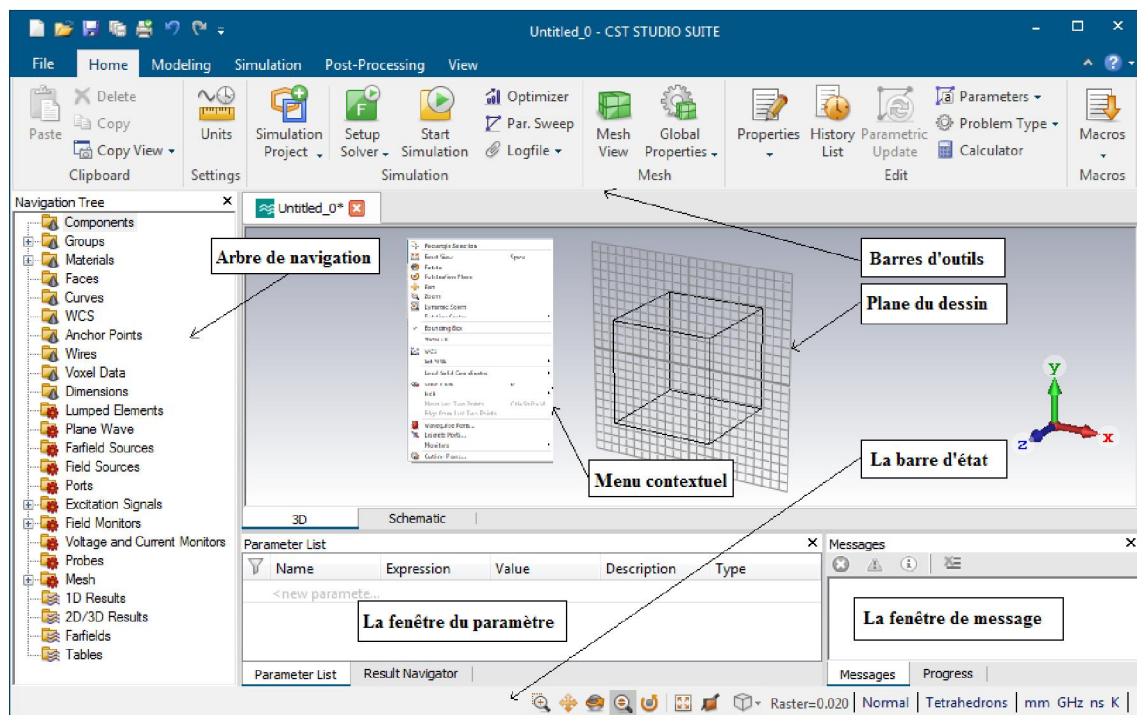 Untitled_0 - CST STUDIO SUITE
File Home Modeling Simulation Post-Processing View
Paste
Delete
Copy
Copy View
Clipboard
Units
Settings
Simulation Project
Setup Solver
Start Simulation
Optimizer
Par. Sweep
Logfile
Simulation
Mesh View
Global Properties
Mesh
Properties
History List
Parametric Update
Parameters
Problem Type
Calculator
Edit
Macros
Macros
Navigation Tree
Components
Groups
Materials
Faces
Curves
WCS
Anchor Points
Wires
Voxel Data
Dimensions
Lumped Elements
Plane Wave
Farfield Sources
Field Sources
Ports
Excitation Signals
Field Monitors
Voltage and Current Monitors
Probes
Mesh
1D Results
2D/3D Results
Farfields
Tables
Untitled_0*
Arbre de navigation
Barres d'outils
Plane du dessin
Rectangle Selection
Zoom
Bounding Box
WCS
Monitors
Menu contextuel
La barre d'état
y
z
x
3D Schematic
Parameter List
Name Expression Value Description Type
<new paramete...
La fenêtre du paramètre
Parameter List Result Navigator
Messages
La fenêtre de message
Messages Progress
Raster=0.020 Normal Tetrahedrons mm GHz ns K